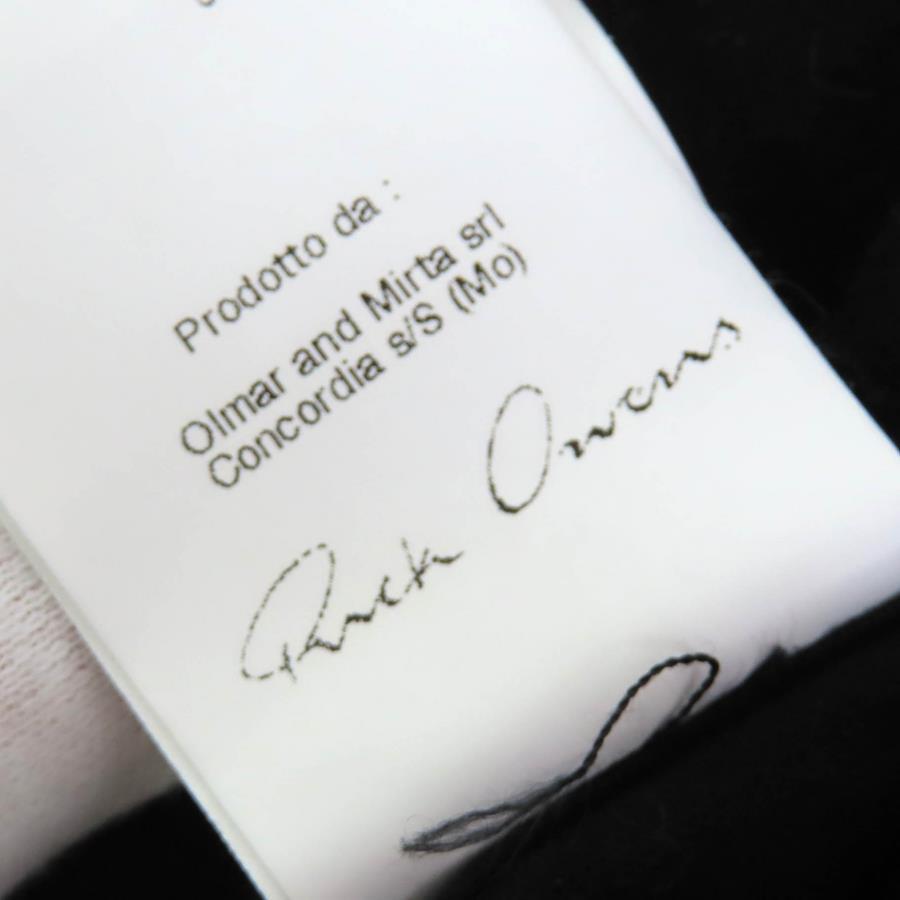 Prodotto da :
Olmar and Mirta srl
Concordia s/S (Mo)
Rick Owens